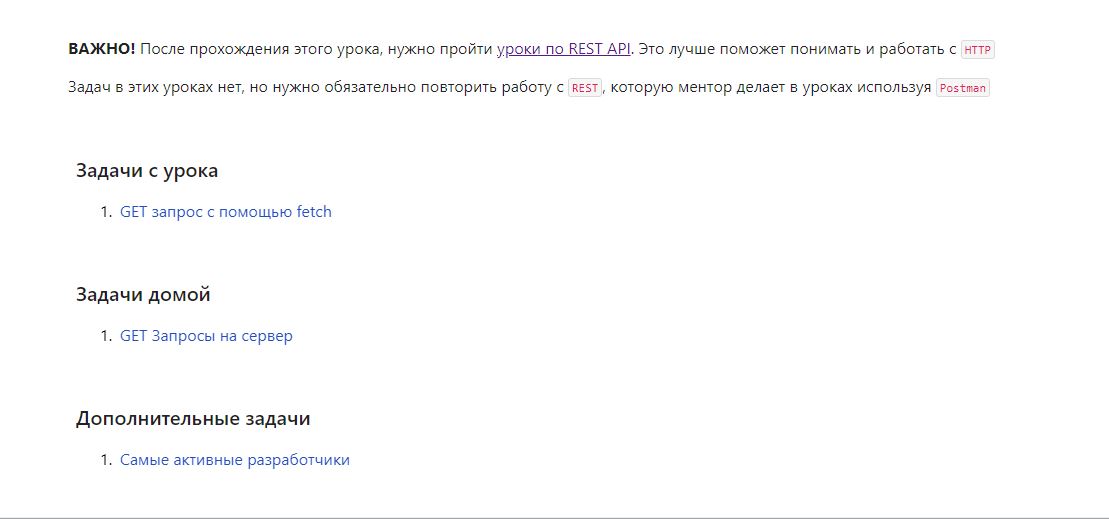 ВАЖНО! После прохождения этого урока, нужно пройти уроки по REST API. Это лучше поможет понимать и работать с HTTP
Задач в этих уроках нет, но нужно обязательно повторить работу с REST, которую ментор делает в уроках используя Postman
Задачи с урока
1. GET запрос с помощью fetch
Задачи домой
1. GET Запросы на сервер
Дополнительные задачи
1. Самые активные разработчики